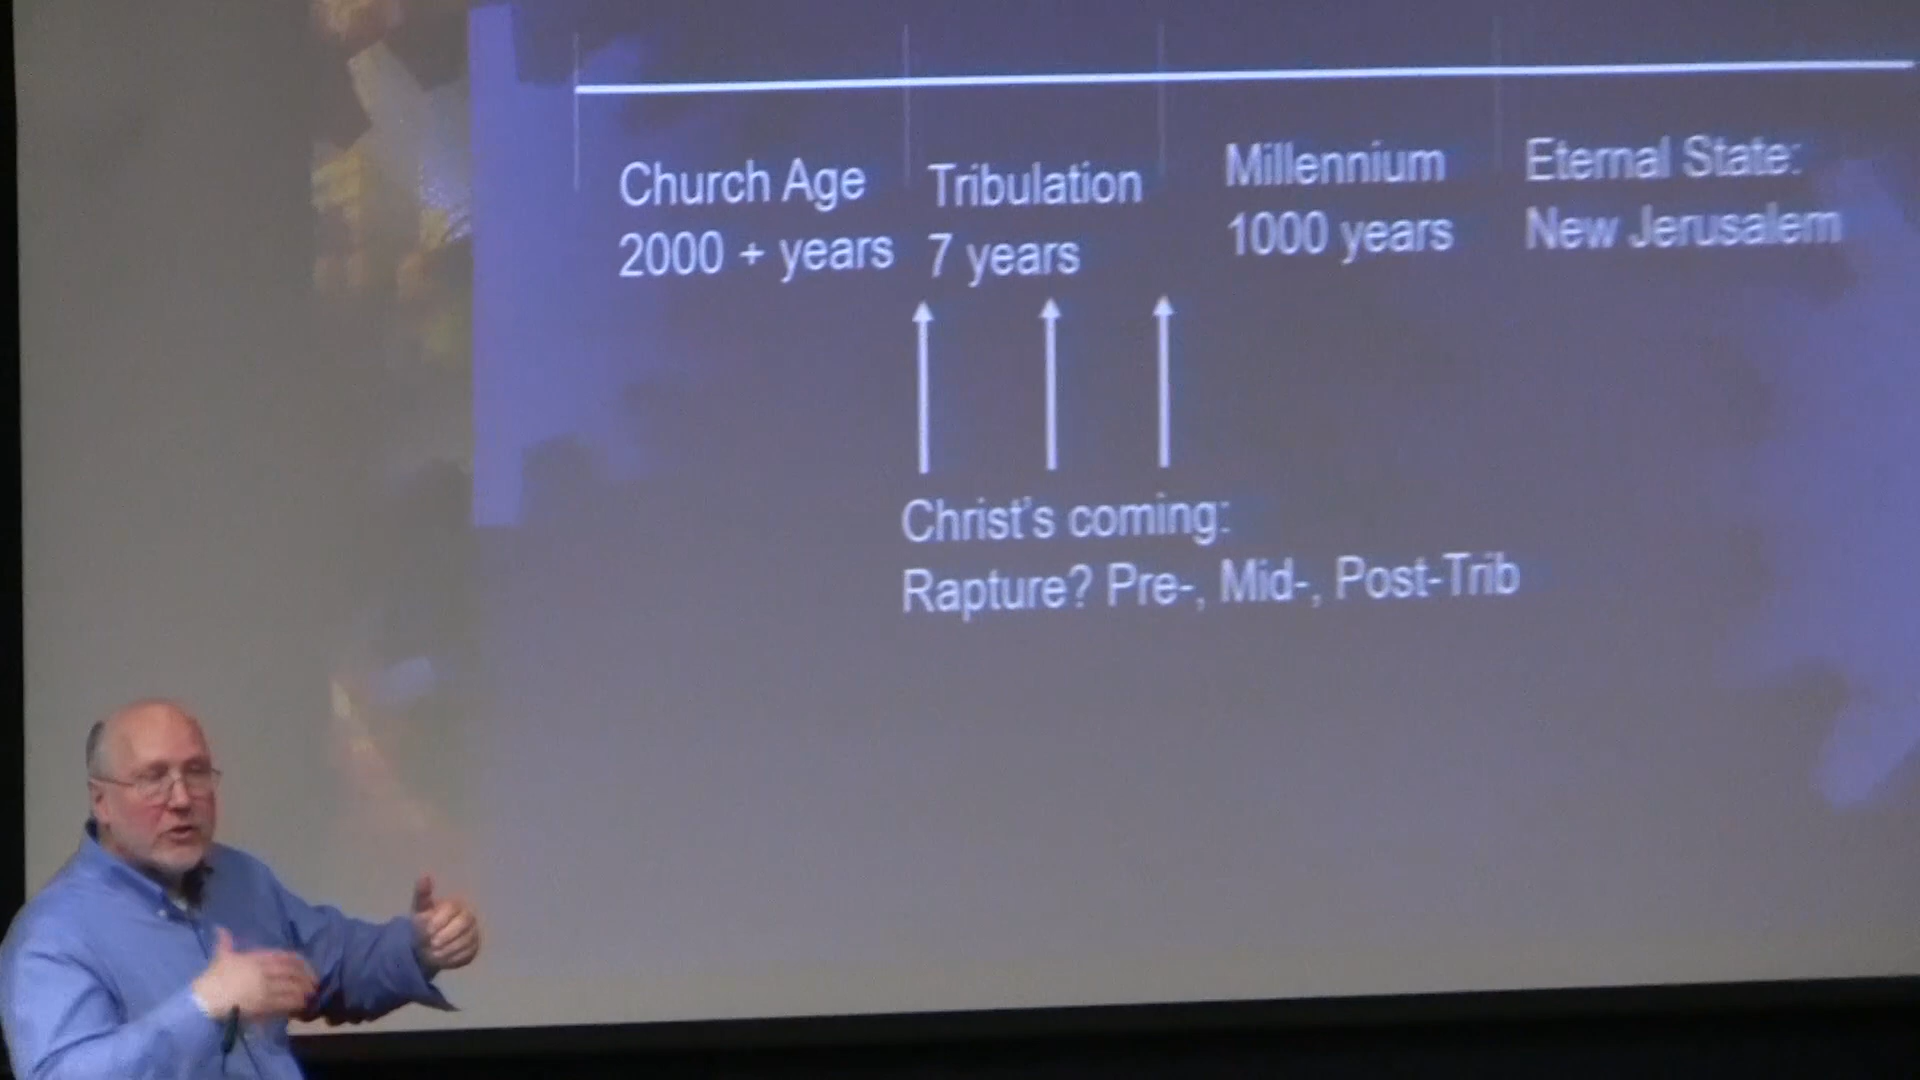 Church Age
2000 + years
Tribulation
7 years
Millennium
1000 years
Eternal State:
New Jerusalem
Christ's coming:
Rapture? Pre-, Mid-, Post-Trib